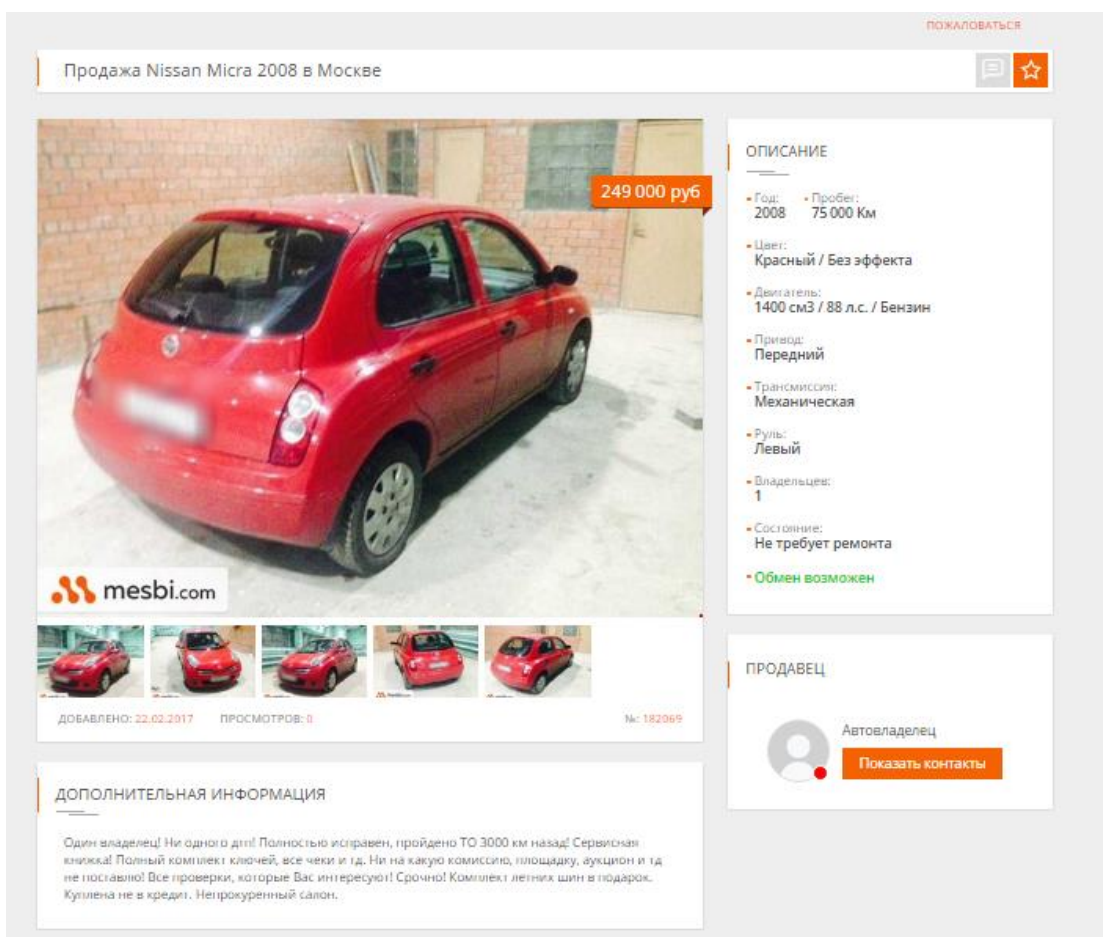 ПОЖАЛОВАТЬСЯ
Продажа Nissan Micra 2008 в Москве
249 000 руб
mesbi.com
ДОБАВЛЕНО: 22.02.2017 ПРОСМОТРОВ: 0 №: 182069
ДОПОЛНИТЕЛЬНАЯ ИНФОРМАЦИЯ
Один владелец! Ни одного дтп! Полностью исправен, пройдено ТО 3000 км назад! Сервисная
книжка! Полный комплект ключей, все чеки и тд. Ни на какую комиссию, площадку, аукцион и тд
не поставлю! Все проверки, которые Вас интересуют! Срочно! Комплект летних шин в подарок.
Куплена не в кредит. Непрокуренный салон.
ОПИСАНИЕ
Год: Пробег:
2008 75 000 Км
Цвет:
Красный / Без эффекта
Двигатель:
1400 см3 / 88 л.с. / Бензин
Привод:
Передний
Трансмиссия:
Механическая
Руль:
Левый
Владельцев:
1
Состояние:
Не требует ремонта
Обмен возможен
ПРОДАВЕЦ
Автовладелец
Показать контакты